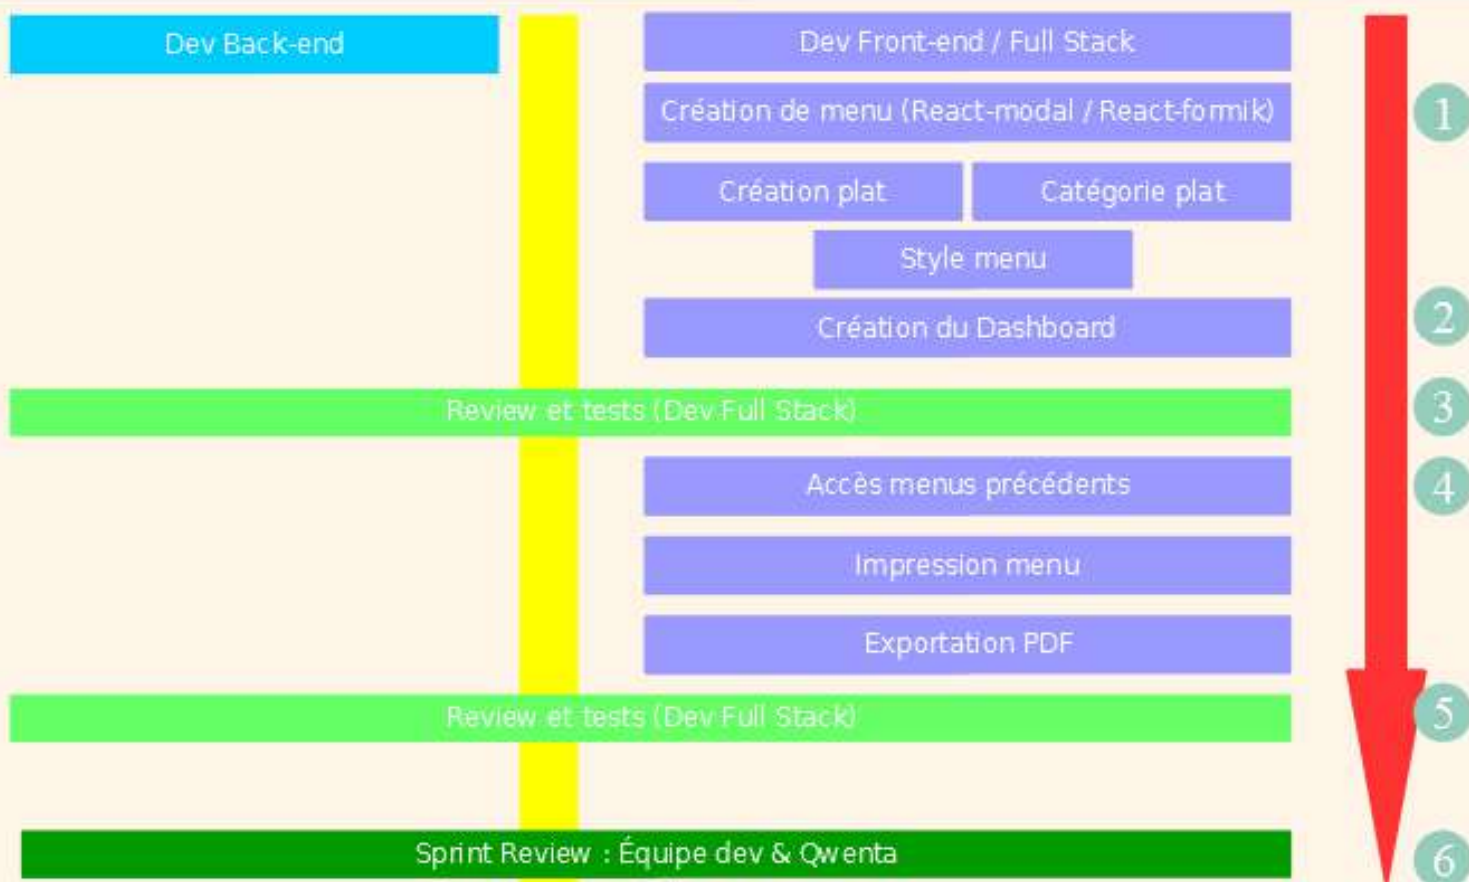 Dev Back-end
Dev Front-end / Full Stack
Création de menu (React-modal / React-formik)
1
Création plat
Catégorie plat
Style menu
Création du Dashboard
2
Review et tests (Dev Full Stack)
3
Accès menus précédents
4
Impression menu
Exportation PDF
Review et tests (Dev Full Stack)
5
Sprint Review : Équipe dev & Qwenta
6